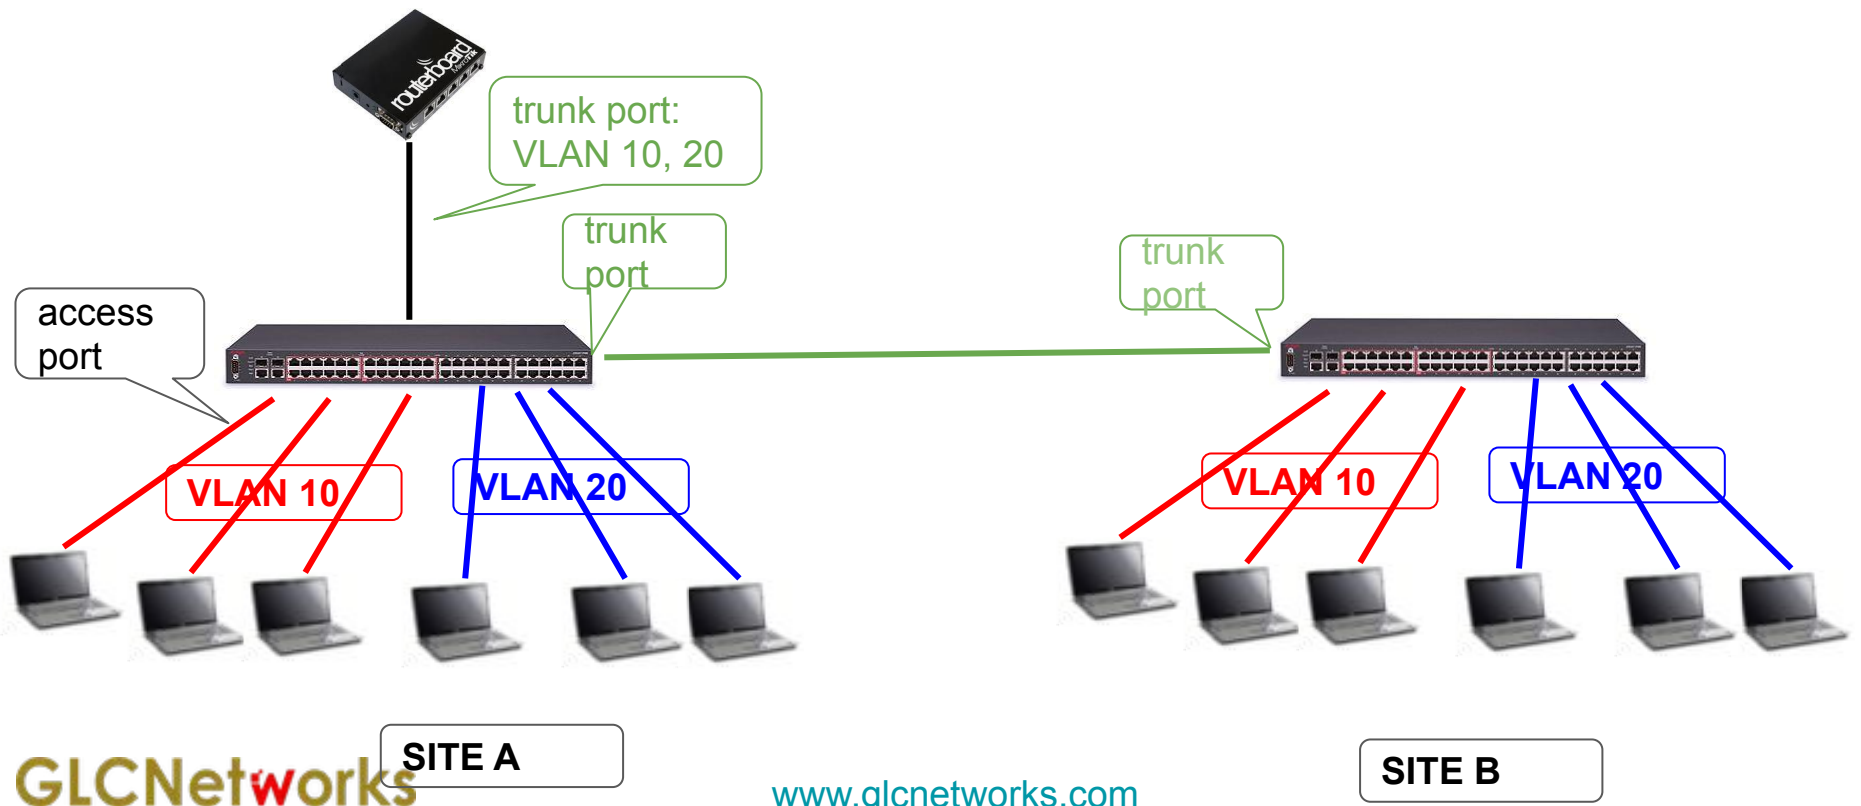 routerboard
MikroTik
trunk port:
VLAN 10, 20
trunk
port
trunk
port
access
port
VLAN 10
VLAN 20
VLAN 10
VLAN 20
SITE A
SITE B
GLCNetworks
www.glcnetworks.com